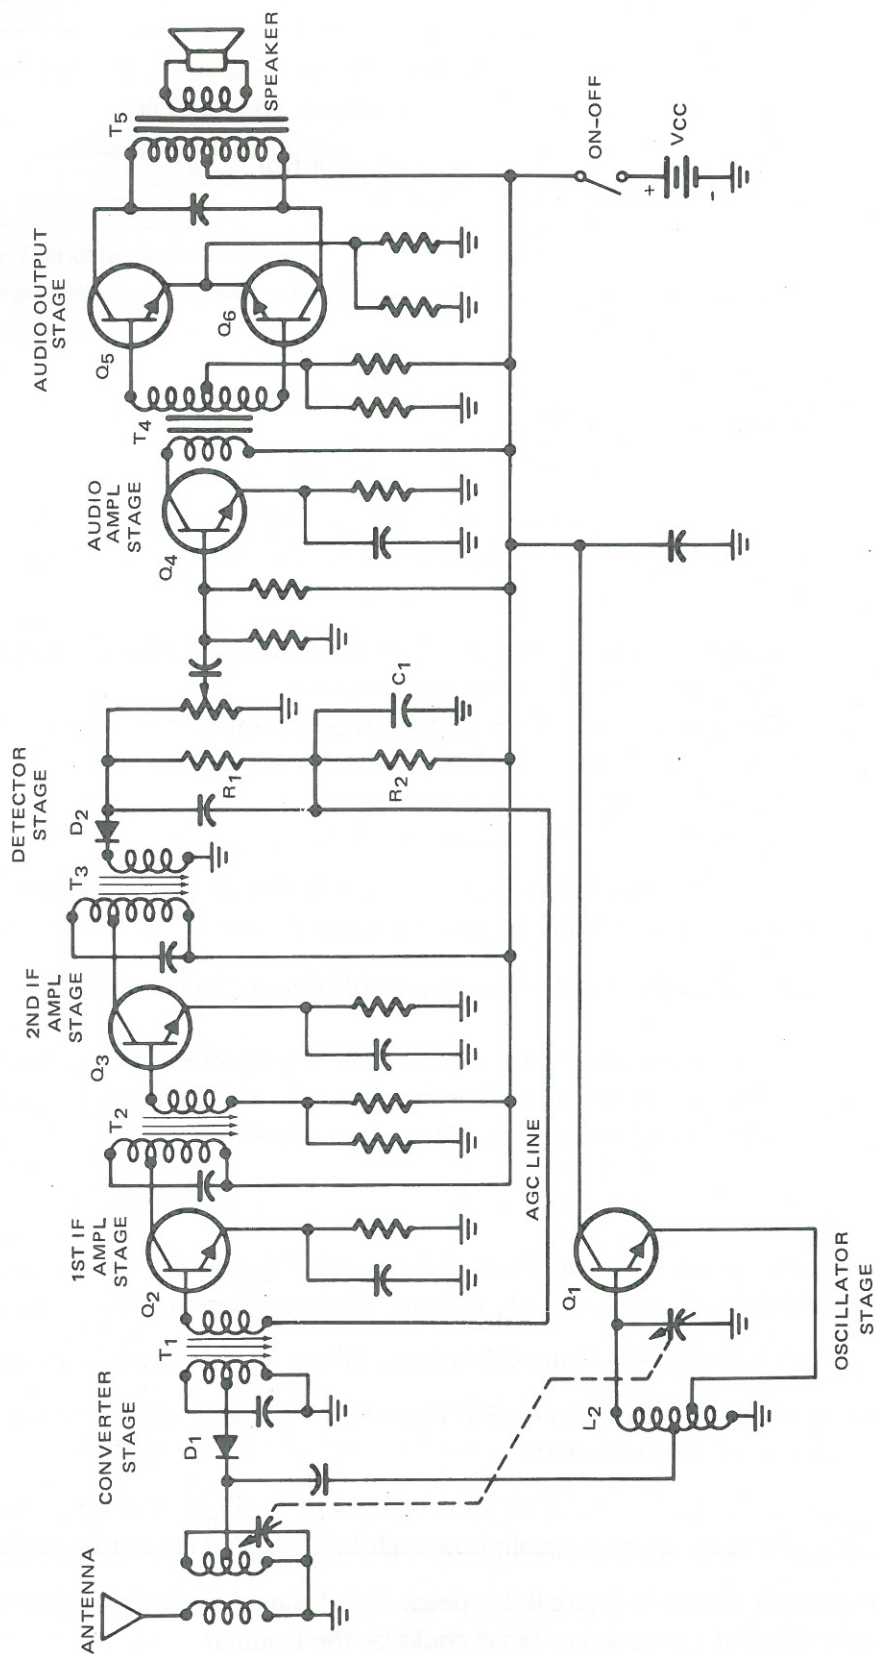 ANTENNA
CONVERTER
STAGE
D1
T1
1ST IF
AMPL
STAGE
Q2
T2
2ND IF
AMPL
STAGE
Q3
T3
DETECTOR
STAGE
D2
R1
R2
C1
AUDIO
AMPL
STAGE
Q4
T4
AUDIO OUTPUT
STAGE
Q5
Q6
T5
SPEAKER
AGC LINE
L2
Q1
OSCILLATOR
STAGE
ON-OFF
+
VCC
-